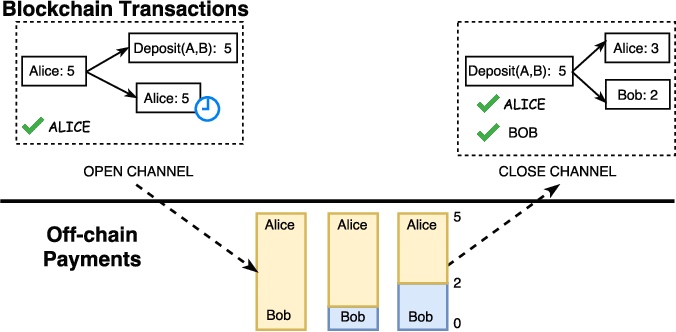 Blockchain Transactions
Alice: 5
Deposit(A,B): 5
Alice: 5
ALICE
OPEN CHANNEL
Deposit(A,B): 5
Alice: 3
Bob: 2
ALICE
BOB
CLOSE CHANNEL
Off-chain
Payments
Alice
Bob
Alice
Bob
Alice
Bob
5
2
0